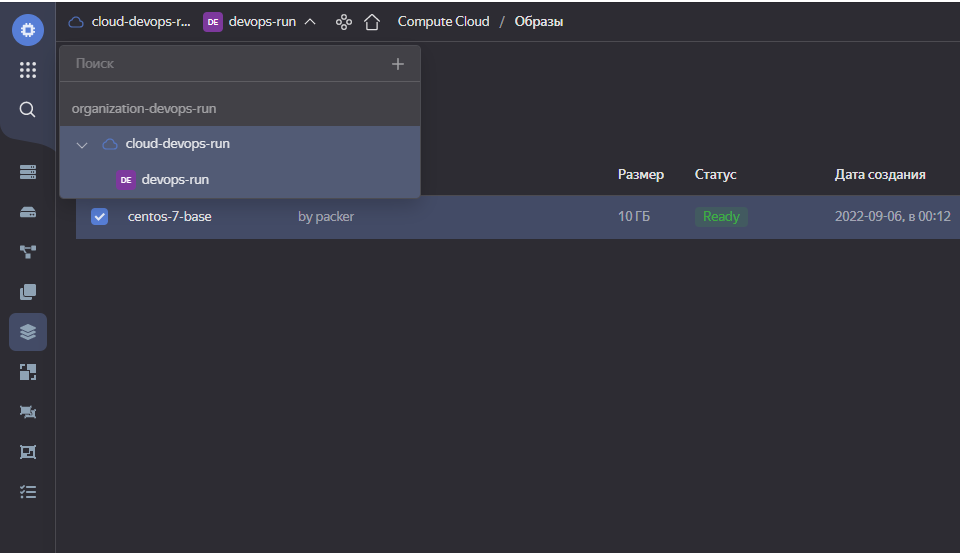 cloud-devops-r... DE devops-run Compute Cloud / Образы
Поиск
organization-devops-run
cloud-devops-run
DE devops-run
Размер Статус Дата создания
centos-7-base by packer 10 ГБ Ready 2022-09-06, в 00:12